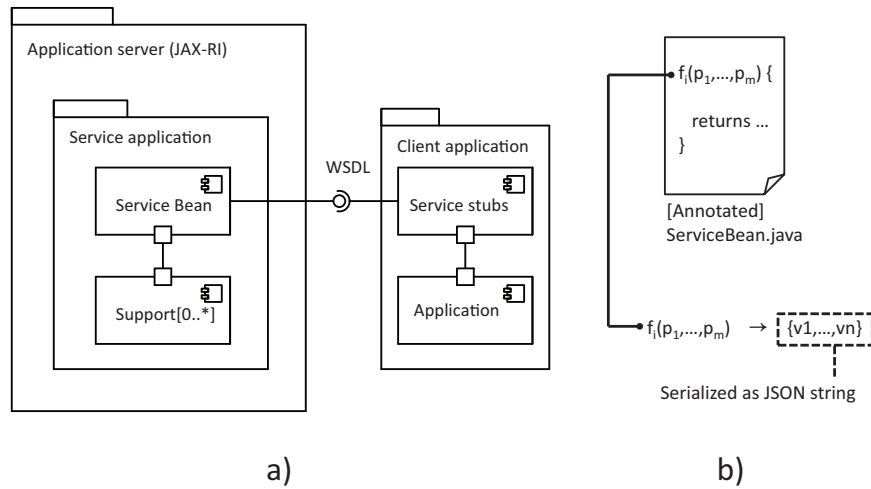 Application server (JAX-RI)
Service application
Service Bean
Support[0..*]
WSDL
Client application
Service stubs
Application
a)
fᵢ(p₁,...,pₘ) {
returns ...
}
[Annotated]
ServiceBean.java
fᵢ(p₁,...,pₘ) → {v1,...,vn}
Serialized as JSON string
b)